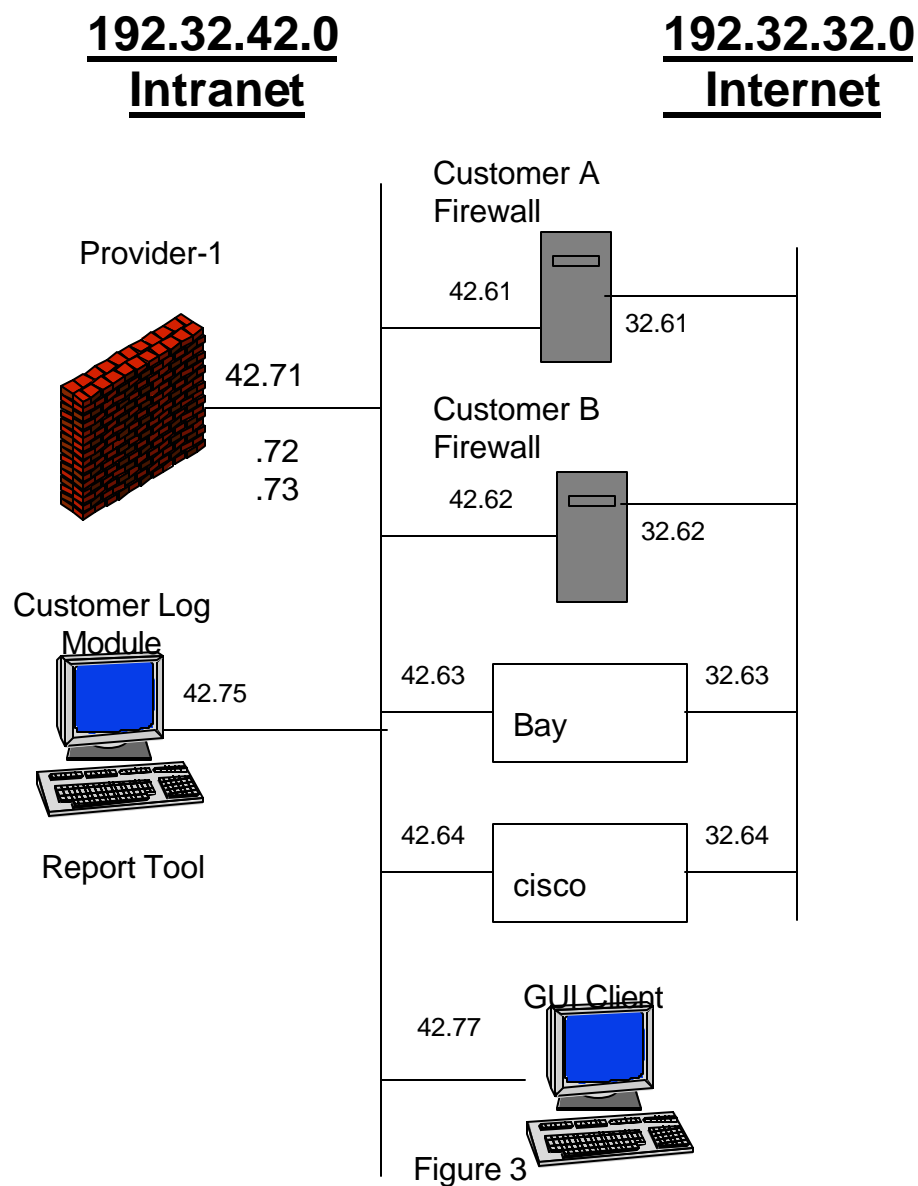 192.32.42.0
Intranet
192.32.32.0
Internet
Customer A
Firewall
Provider-1
42.61
32.61
42.71
.72
.73
Customer B
Firewall
42.62
32.62
Customer Log
Module
42.75
42.63
32.63
Bay
Report Tool
42.64
32.64
cisco
GUI Client
42.77
Figure 3